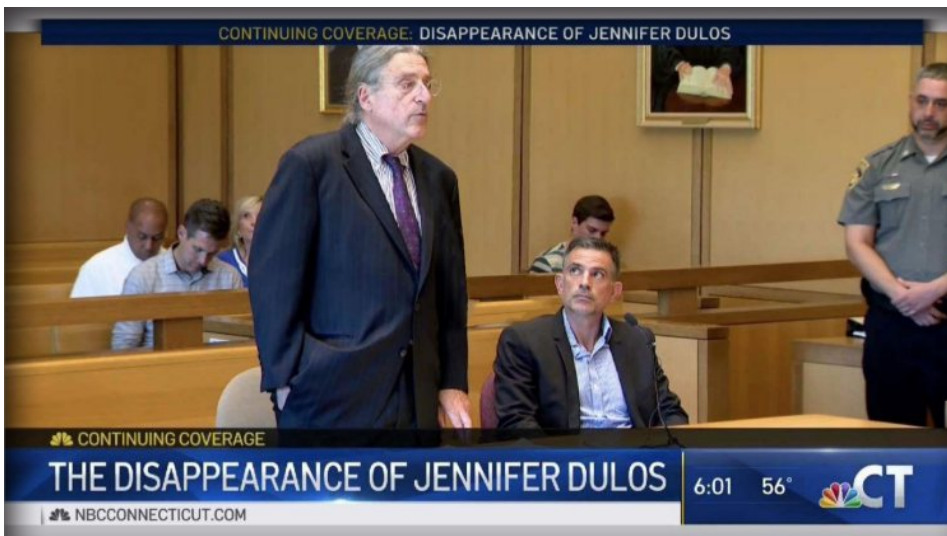 CONTINUING COVERAGE: DISAPPEARANCE OF JENNIFER DULOS
CONTINUING COVERAGE
THE DISAPPEARANCE OF JENNIFER DULOS
6:01 56°
CT
NBCCONNECTICUT.COM